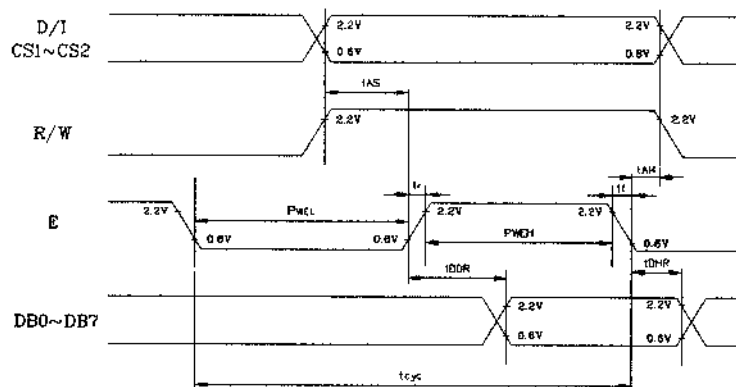 D/I
CS1~CS2
2.2V
2.2V
0.6V
0.8V
tAS
R/W
2.2V
2.2V
tAH
tr
tf
E
2.2V
PWEL
2.2V
2.2V
0.6V
0.6V
PWEH
0.6V
tDDR
tDHR
DB0~DB7
2.2V
2.2V
0.6V
0.6V
tcyc